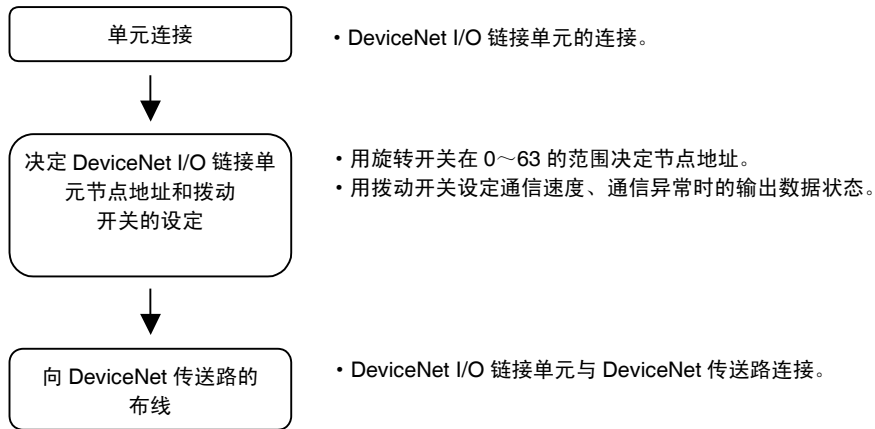 单元连接
・DeviceNet I/O 链接单元的连接。
决定 DeviceNet I/O 链接单
元节点地址和拨动
开关的设定
・用旋转开关在 0～63 的范围决定节点地址。
・用拨动开关设定通信速度、通信异常时的输出数据状态。
向 DeviceNet 传送路的
布线
・DeviceNet I/O 链接单元与 DeviceNet 传送路连接。